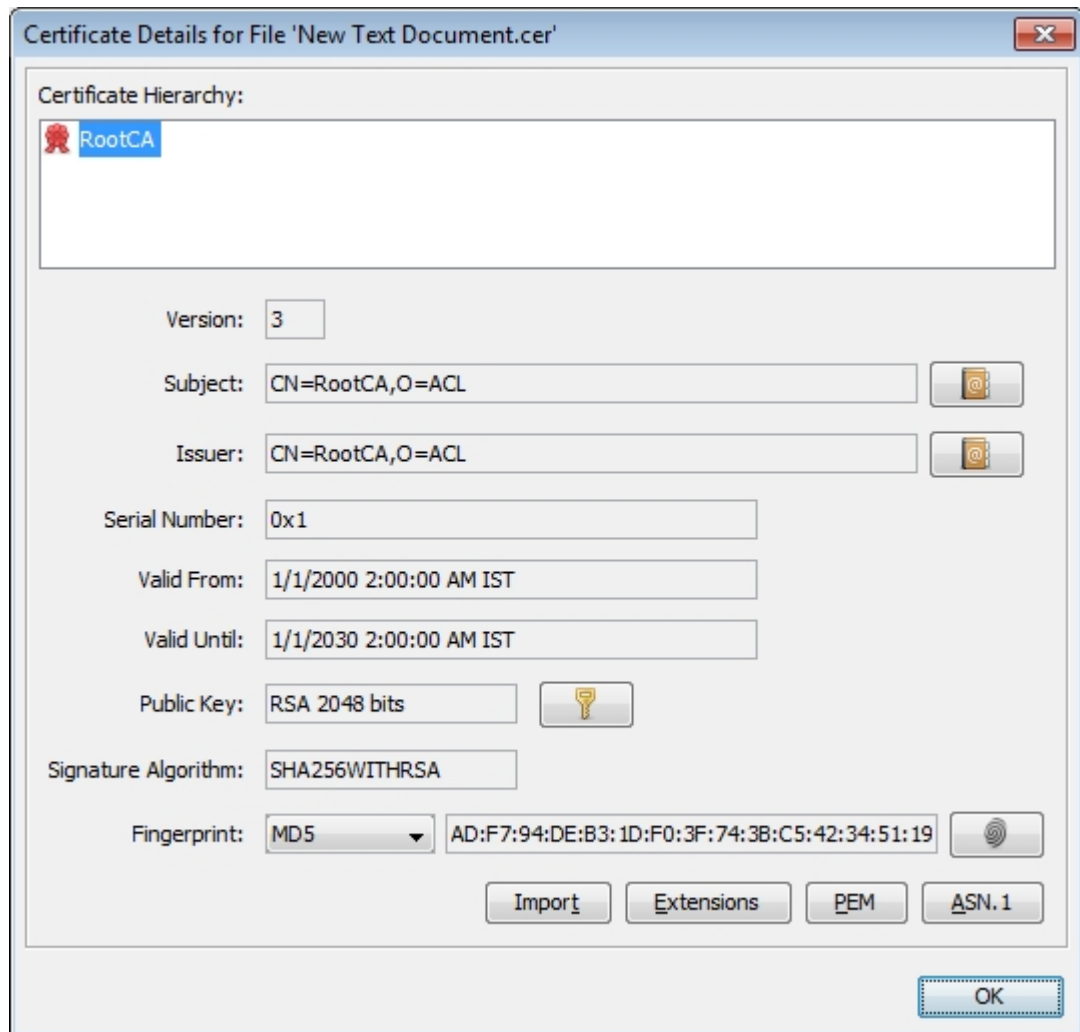 Certificate Details for File 'New Text Document.cer'
Certificate Hierarchy:
RootCA
Version: 3
Subject: CN=RootCA,O=ACL
Issuer: CN=RootCA,O=ACL
Serial Number: 0x1
Valid From: 1/1/2000 2:00:00 AM IST
Valid Until: 1/1/2030 2:00:00 AM IST
Public Key: RSA 2048 bits
Signature Algorithm: SHA256WITHRSA
Fingerprint: MD5 AD:F7:94:DE:B3:1D:F0:3F:74:3B:C5:42:34:51:19
Import Extensions PEM ASN.1
OK